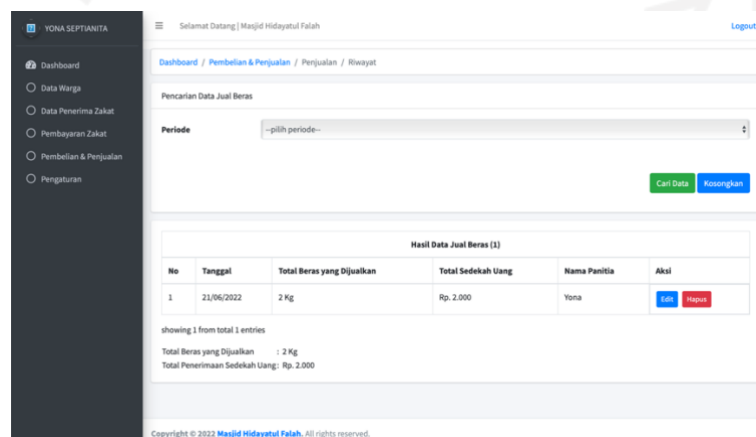 YONA SEPTIANITA
Selamat Datang | Masjid Hidayatul Falah
Logout
Dashboard
Data Warga
Data Penerima Zakat
Pembayaran Zakat
Pembelian & Penjualan
Pengaturan
Dashboard / Pembelian & Penjualan / Penjualan / Riwayat
Pencarian Data Jual Beras
Periode --pilih periode--
Cari Data Kosongkan
Hasil Data Jual Beras (1)
No Tanggal Total Beras yang Dijualkan Total Sedekah Uang Nama Panitia Aksi
1 21/06/2022 2 Kg Rp. 2.000 Yona Edit Hapus
showing 1 from total 1 entries
Total Beras yang Dijualkan : 2 Kg
Total Penerimaan Sedekah Uang : Rp. 2.000
Copyright © 2022 Masjid Hidayatul Falah. All rights reserved.